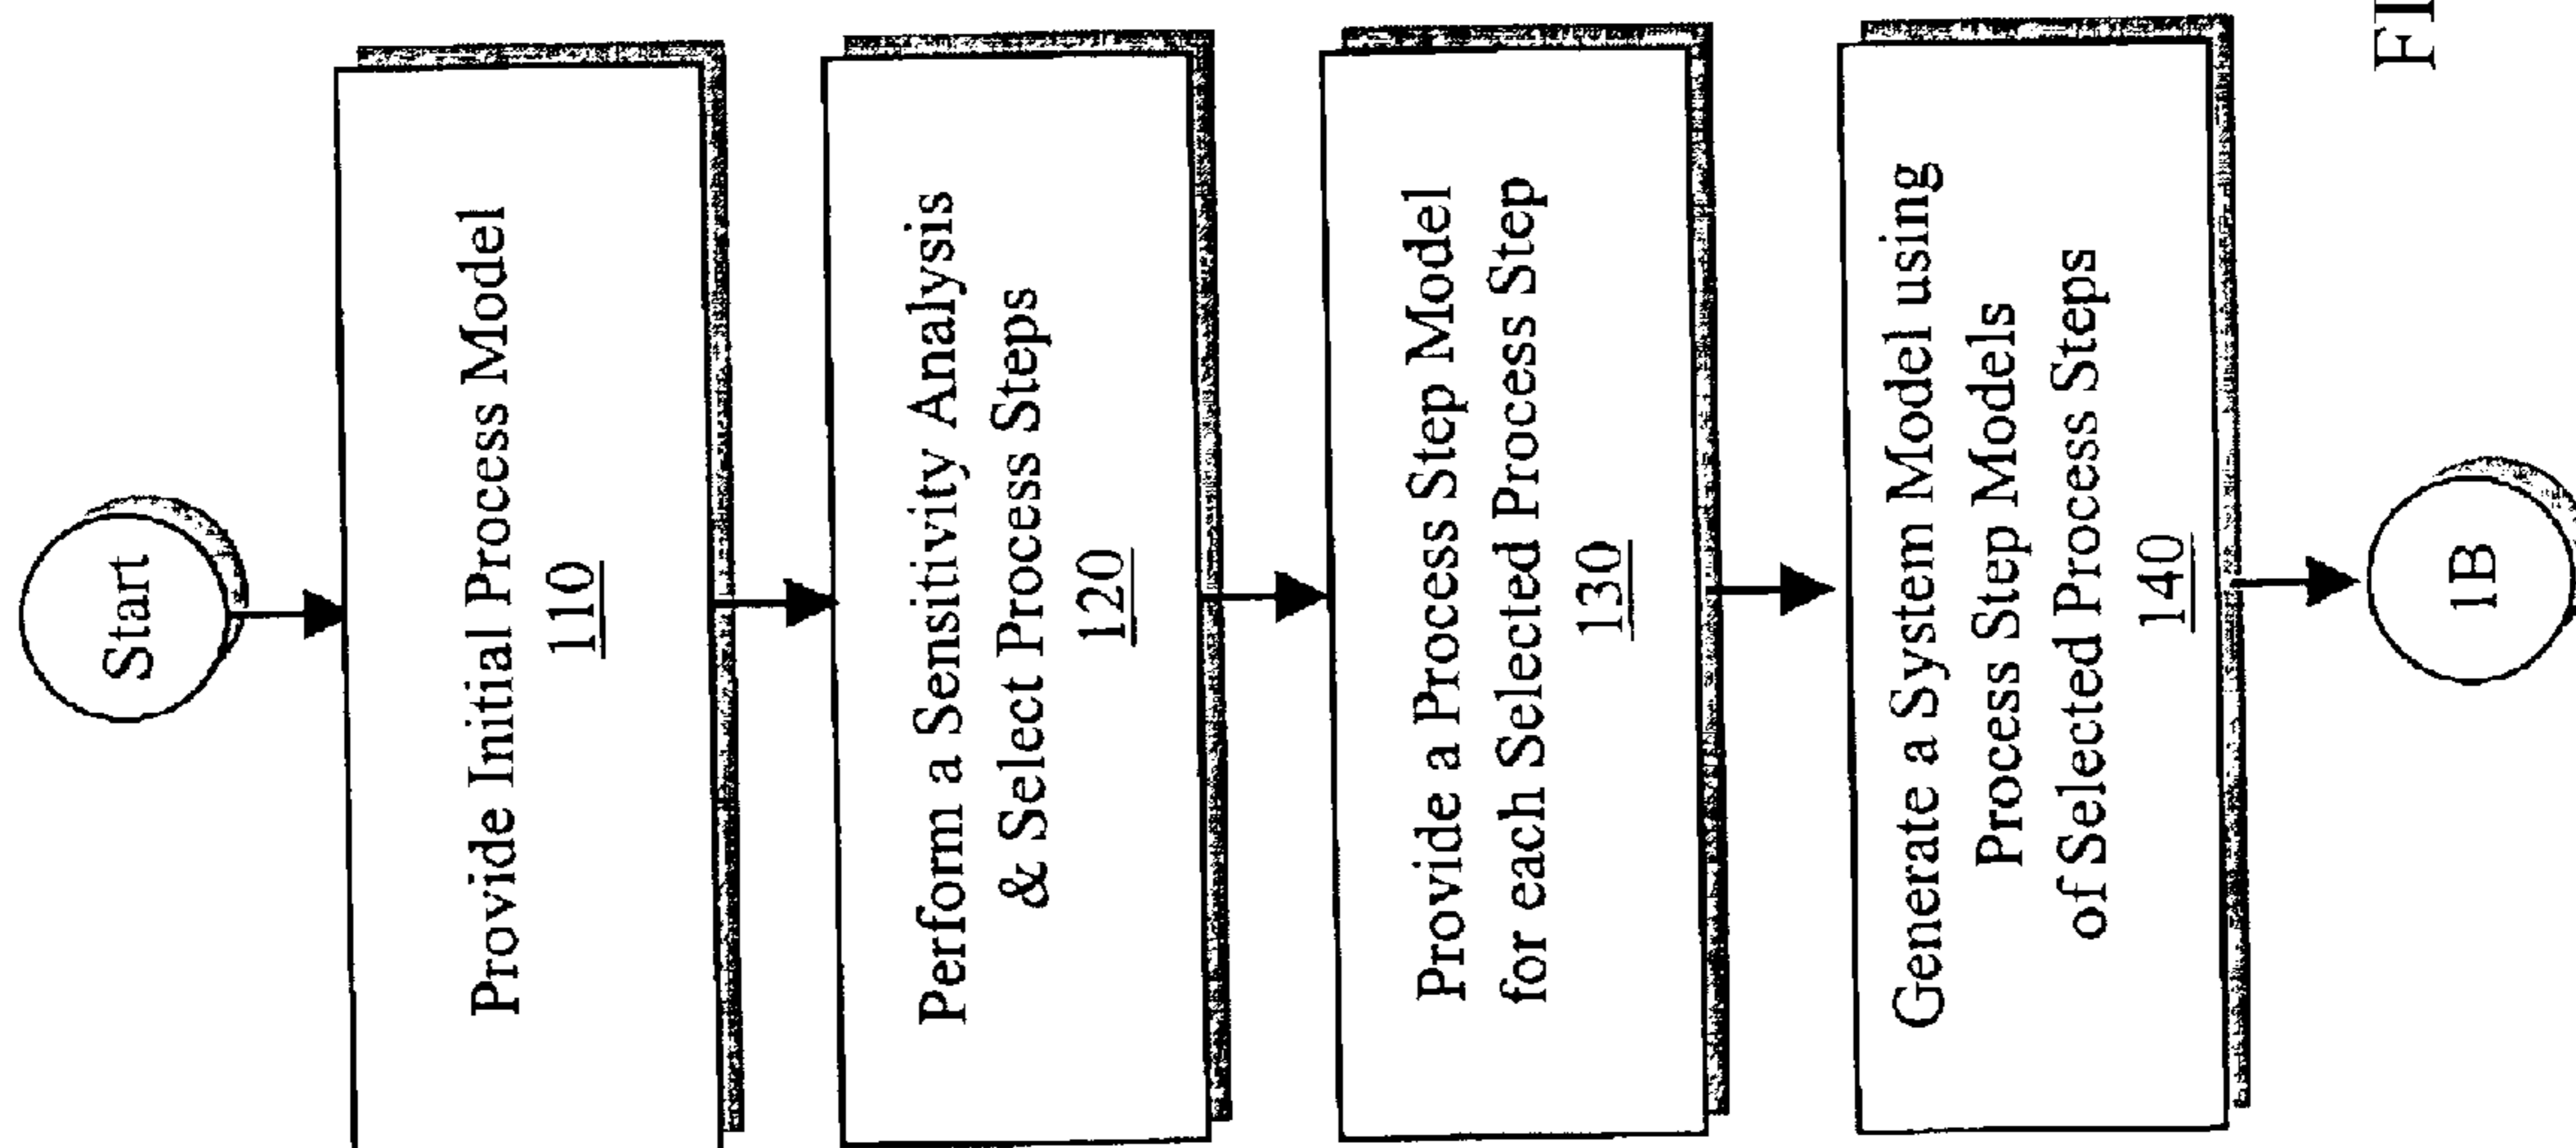 Start
Provide Initial Process Model
110
Perform a Sensitivity Analysis
& Select Process Steps
120
Provide a Process Step Model
for each Selected Process Step
130
Generate a System Model using
Process Step Models
of Selected Process Steps
140
1B